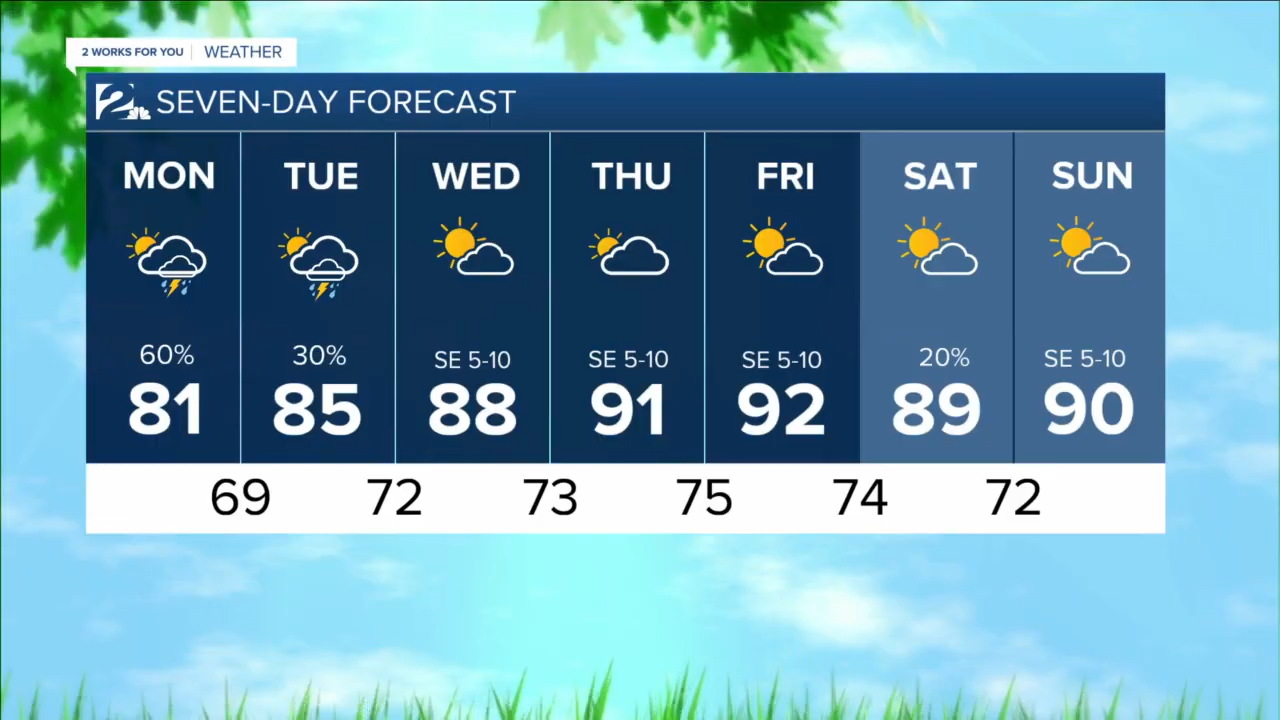 2 WORKS FOR YOU | WEATHER
2 SEVEN-DAY FORECAST
MON TUE WED THU FRI SAT SUN
60% 30% SE 5-10 SE 5-10 SE 5-10 20% SE 5-10
81 85 88 91 92 89 90
69 72 73 75 74 72